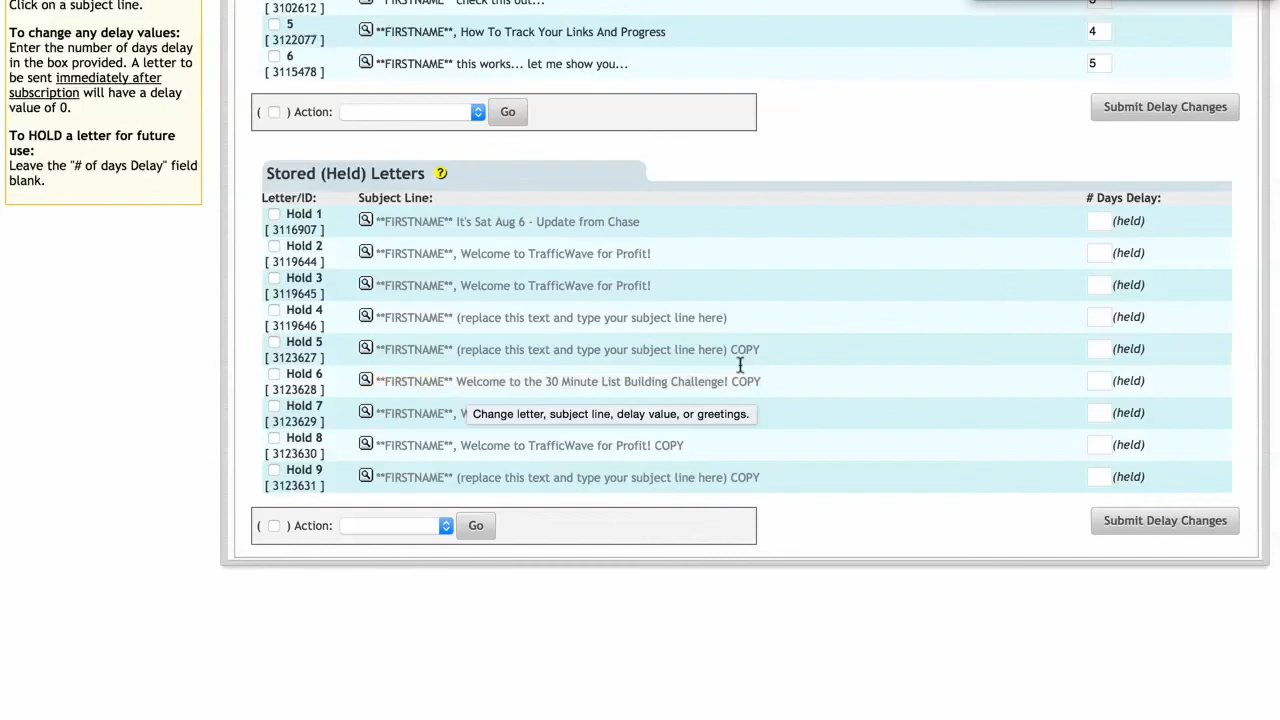 Click on a subject line.
To change any delay values:
Enter the number of days delay
in the box provided. A letter to
be sent immediately after
subscription will have a delay
value of 0.
To HOLD a letter for future
use:
Leave the "# of days Delay" field
blank.
[ 3102612 ]
5
[ 3122077 ]
**FIRSTNAME**, How To Track Your Links And Progress
4
6
[ 3115478 ]
**FIRSTNAME** this works... let me show you...
5
( ) Action:
Go
Submit Delay Changes
Stored (Held) Letters ?
Letter/ID: Subject Line: # Days Delay:
Hold 1
[ 3116907 ]
**FIRSTNAME** It's Sat Aug 6 - Update from Chase
(held)
Hold 2
[ 3119644 ]
**FIRSTNAME**, Welcome to TrafficWave for Profit!
(held)
Hold 3
[ 3119645 ]
**FIRSTNAME**, Welcome to TrafficWave for Profit!
(held)
Hold 4
[ 3119646 ]
**FIRSTNAME** (replace this text and type your subject line here)
(held)
Hold 5
[ 3123627 ]
**FIRSTNAME** (replace this text and type your subject line here) COPY
(held)
Hold 6
[ 3123628 ]
**FIRSTNAME** Welcome to the 30 Minute List Building Challenge! COPY
(held)
Hold 7
[ 3123629 ]
**FIRSTNAME**,
Change letter, subject line, delay value, or greetings.
(held)
Hold 8
[ 3123630 ]
**FIRSTNAME**, Welcome to TrafficWave for Profit! COPY
(held)
Hold 9
[ 3123631 ]
**FIRSTNAME** (replace this text and type your subject line here) COPY
(held)
( ) Action:
Go
Submit Delay Changes